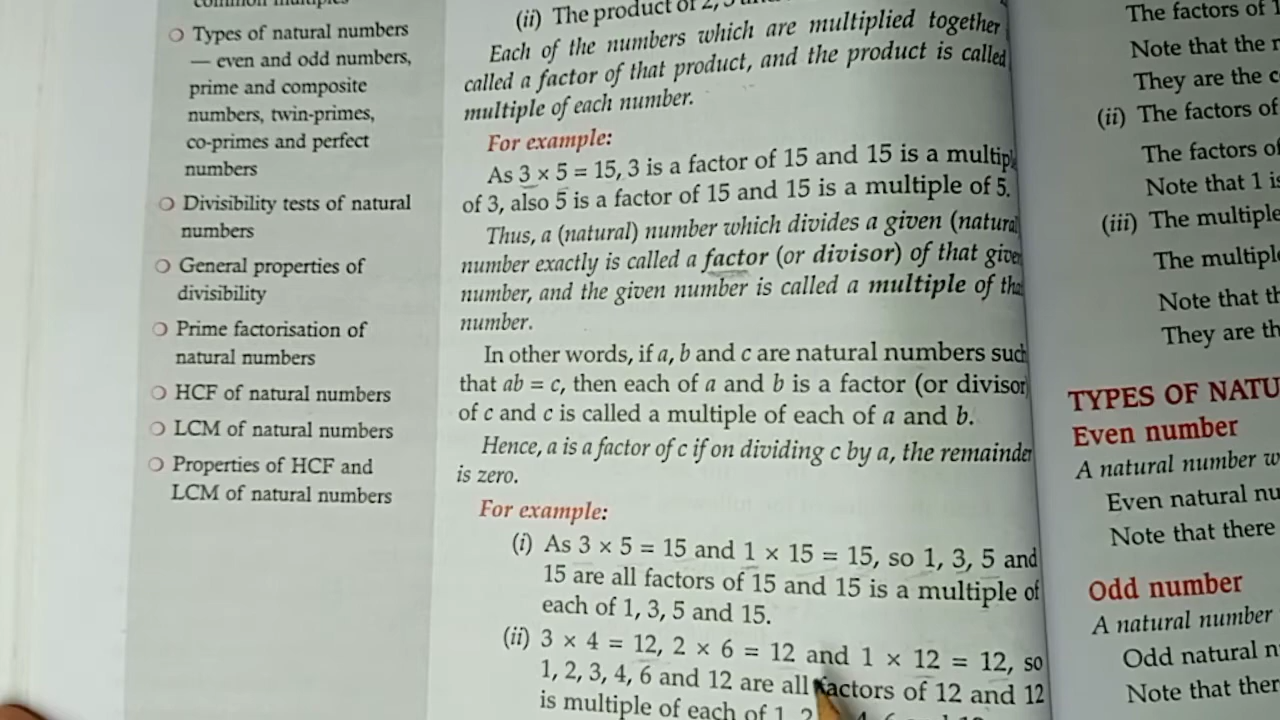 common multiples
○ Types of natural numbers
— even and odd numbers,
prime and composite
numbers, twin-primes,
co-primes and perfect
numbers
○ Divisibility tests of natural
numbers
○ General properties of
divisibility
○ Prime factorisation of
natural numbers
○ HCF of natural numbers
○ LCM of natural numbers
○ Properties of HCF and
LCM of natural numbers
(ii) The product of 2,
Each of the numbers which are multiplied together
called a factor of that product, and the product is called
multiple of each number.
For example:
As 3 × 5 = 15, 3 is a factor of 15 and 15 is a
of 3, also 5 is a factor of 15 and 15 is a multiple of 5.
Thus, a (natural) number which divides a given
number exactly is called a factor (or divisor) of that
number, and the given number is called a multiple of
number.
In other words, if a, b and c are natural numbers such
that ab = c, then each of a and b is a factor (or divisor
of c and c is called a multiple of each of a and b.
Hence, a is a factor of c if on dividing c by a, the remainder
is zero.
For example:
(i) As 3 × 5 = 15 and 1 × 15 = 15, so 1, 3, 5 and
15 are all factors of 15 and 15 is a multiple of
each of 1, 3, 5 and 15.
(ii) 3 × 4 = 12, 2 × 6 = 12 and 1 × 12 = 12, so
1, 2, 3, 4, 6 and 12 are all factors of 12 and 12
is multiple of each of 1, 2
The factors of
Note that the
They are the
(ii) The factors of
The factors of
Note that 1 is
(iii) The
The
Note that
They are
TYPES OF
Even number
A natural number
Even natural
Note that there
Odd number
A natural number
Odd natural
Note that